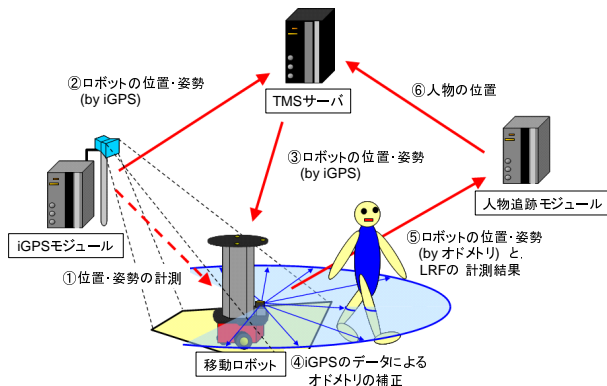 ②ロボットの位置・姿勢
(by iGPS)
TMSサーバ
⑥人物の位置
③ロボットの位置・姿勢
(by iGPS)
人物追跡モジュール
iGPSモジュール
①位置・姿勢の計測
⑤ロボットの位置・姿勢
(by オドメトリ) と、
LRFの 計測結果
移動ロボット
④iGPSのデータによる
オドメトリの補正